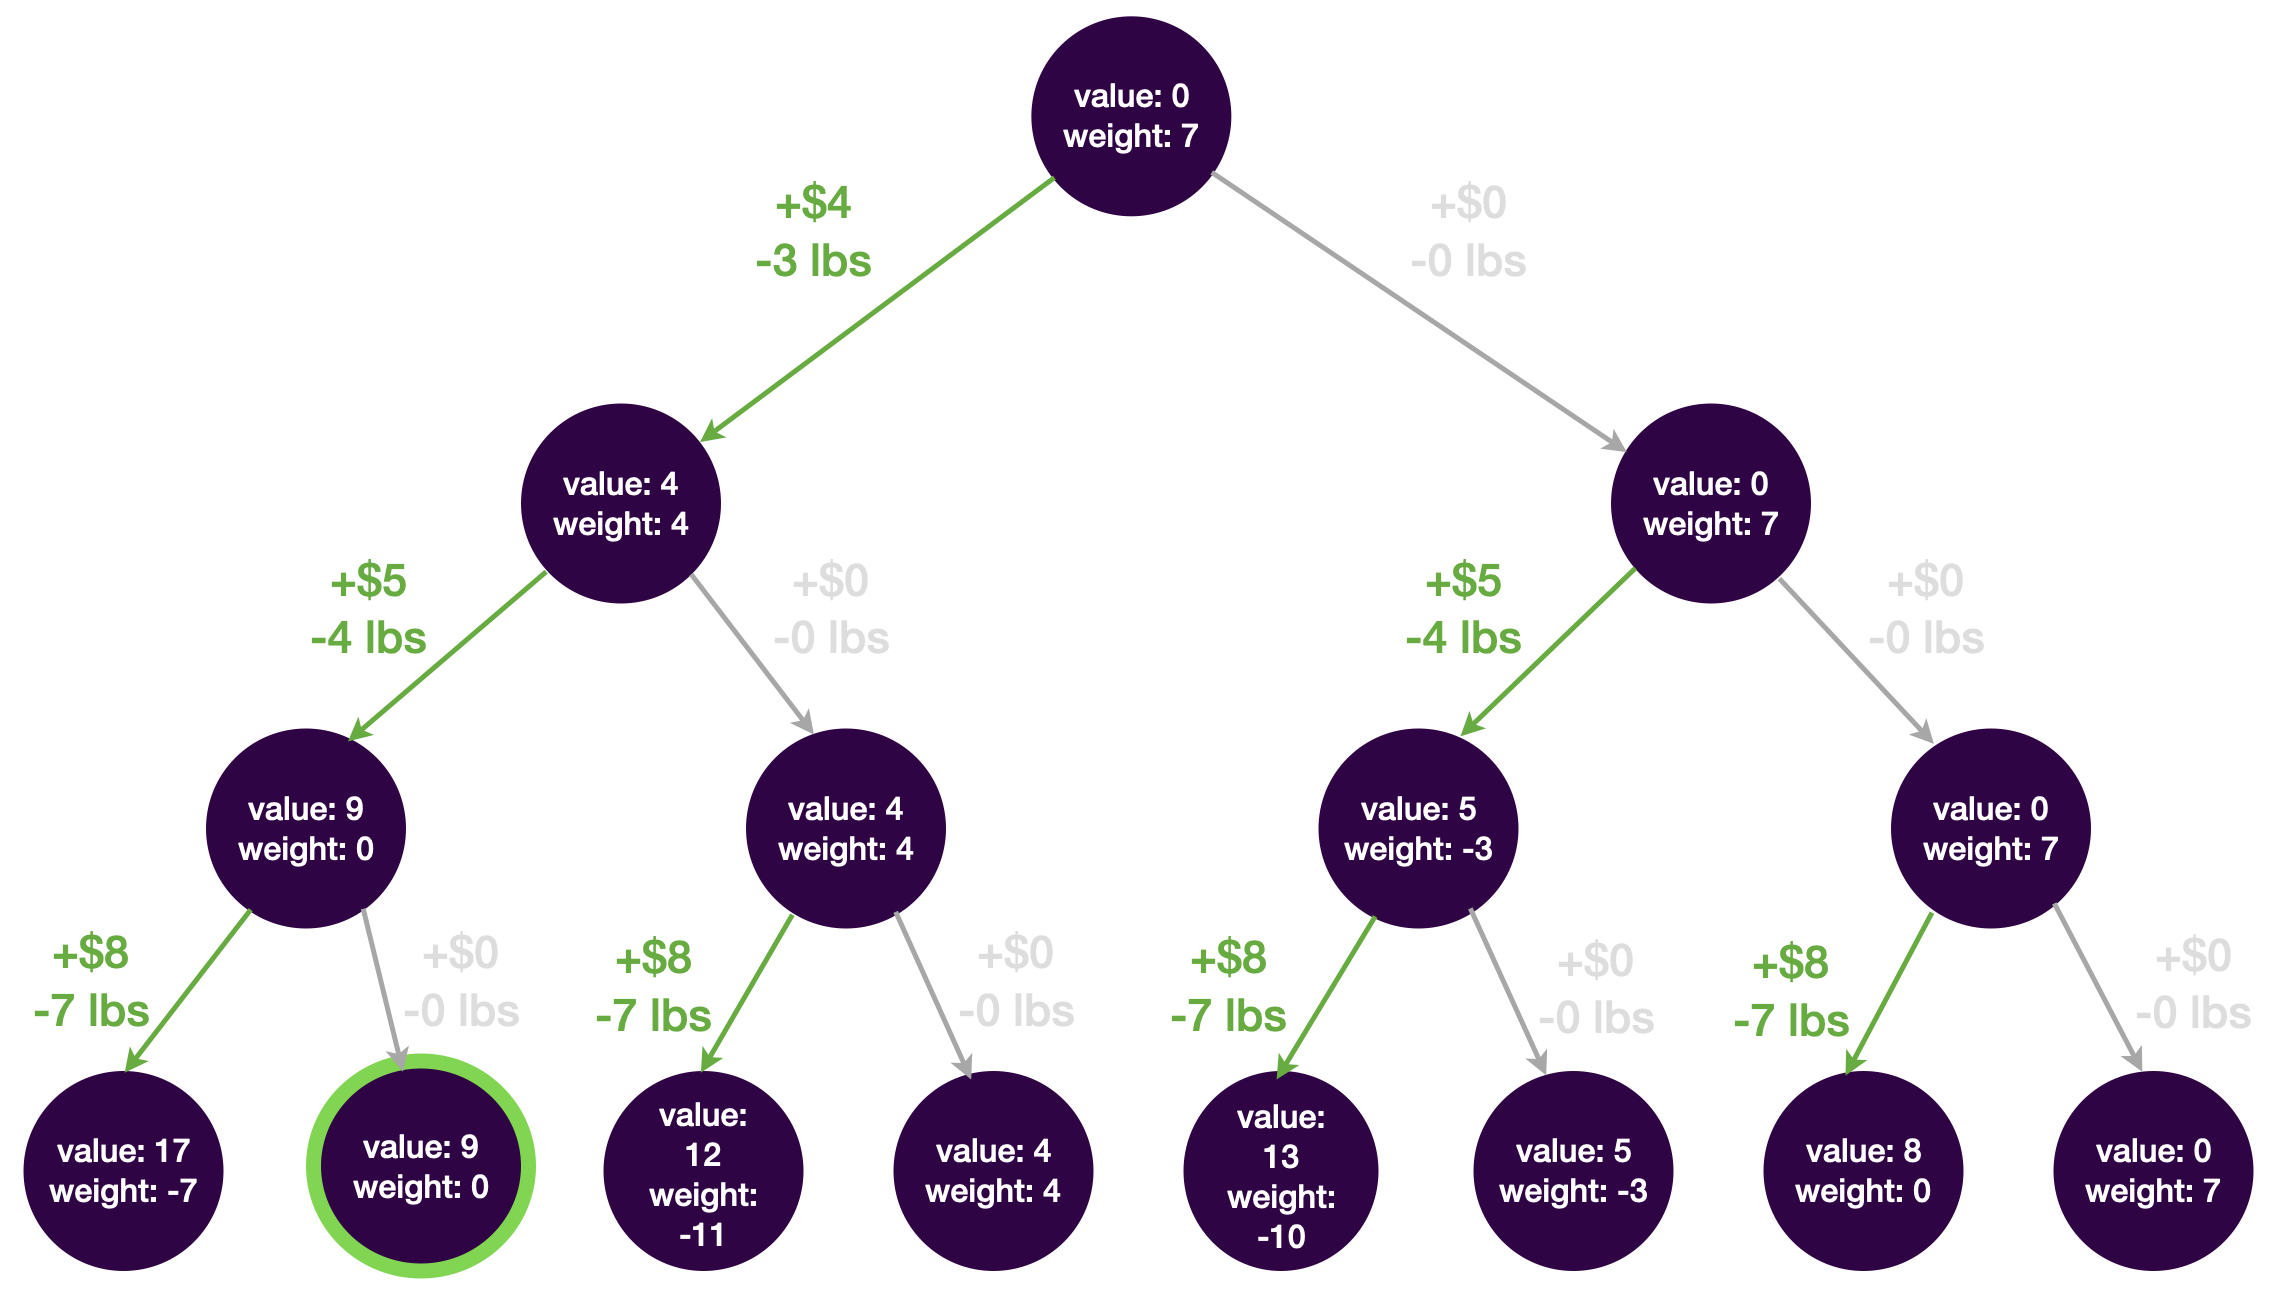 value: 0
weight: 7
+$4
-3 lbs
+$0
-0 lbs
value: 4
weight: 4
value: 0
weight: 7
+$5
-4 lbs
+$0
-0 lbs
+$5
-4 lbs
+$0
-0 lbs
value: 9
weight: 0
value: 4
weight: 4
value: 5
weight: -3
value: 0
weight: 7
+$8
-7 lbs
+$0
-0 lbs
+$8
-7 lbs
+$0
-0 lbs
+$8
-7 lbs
+$0
-0 lbs
+$8
-7 lbs
+$0
-0 lbs
value: 17
weight: -7
value: 9
weight: 0
value:
12
weight:
-11
value: 4
weight: 4
value:
13
weight:
-10
value: 5
weight: -3
value: 8
weight: 0
value: 0
weight: 7